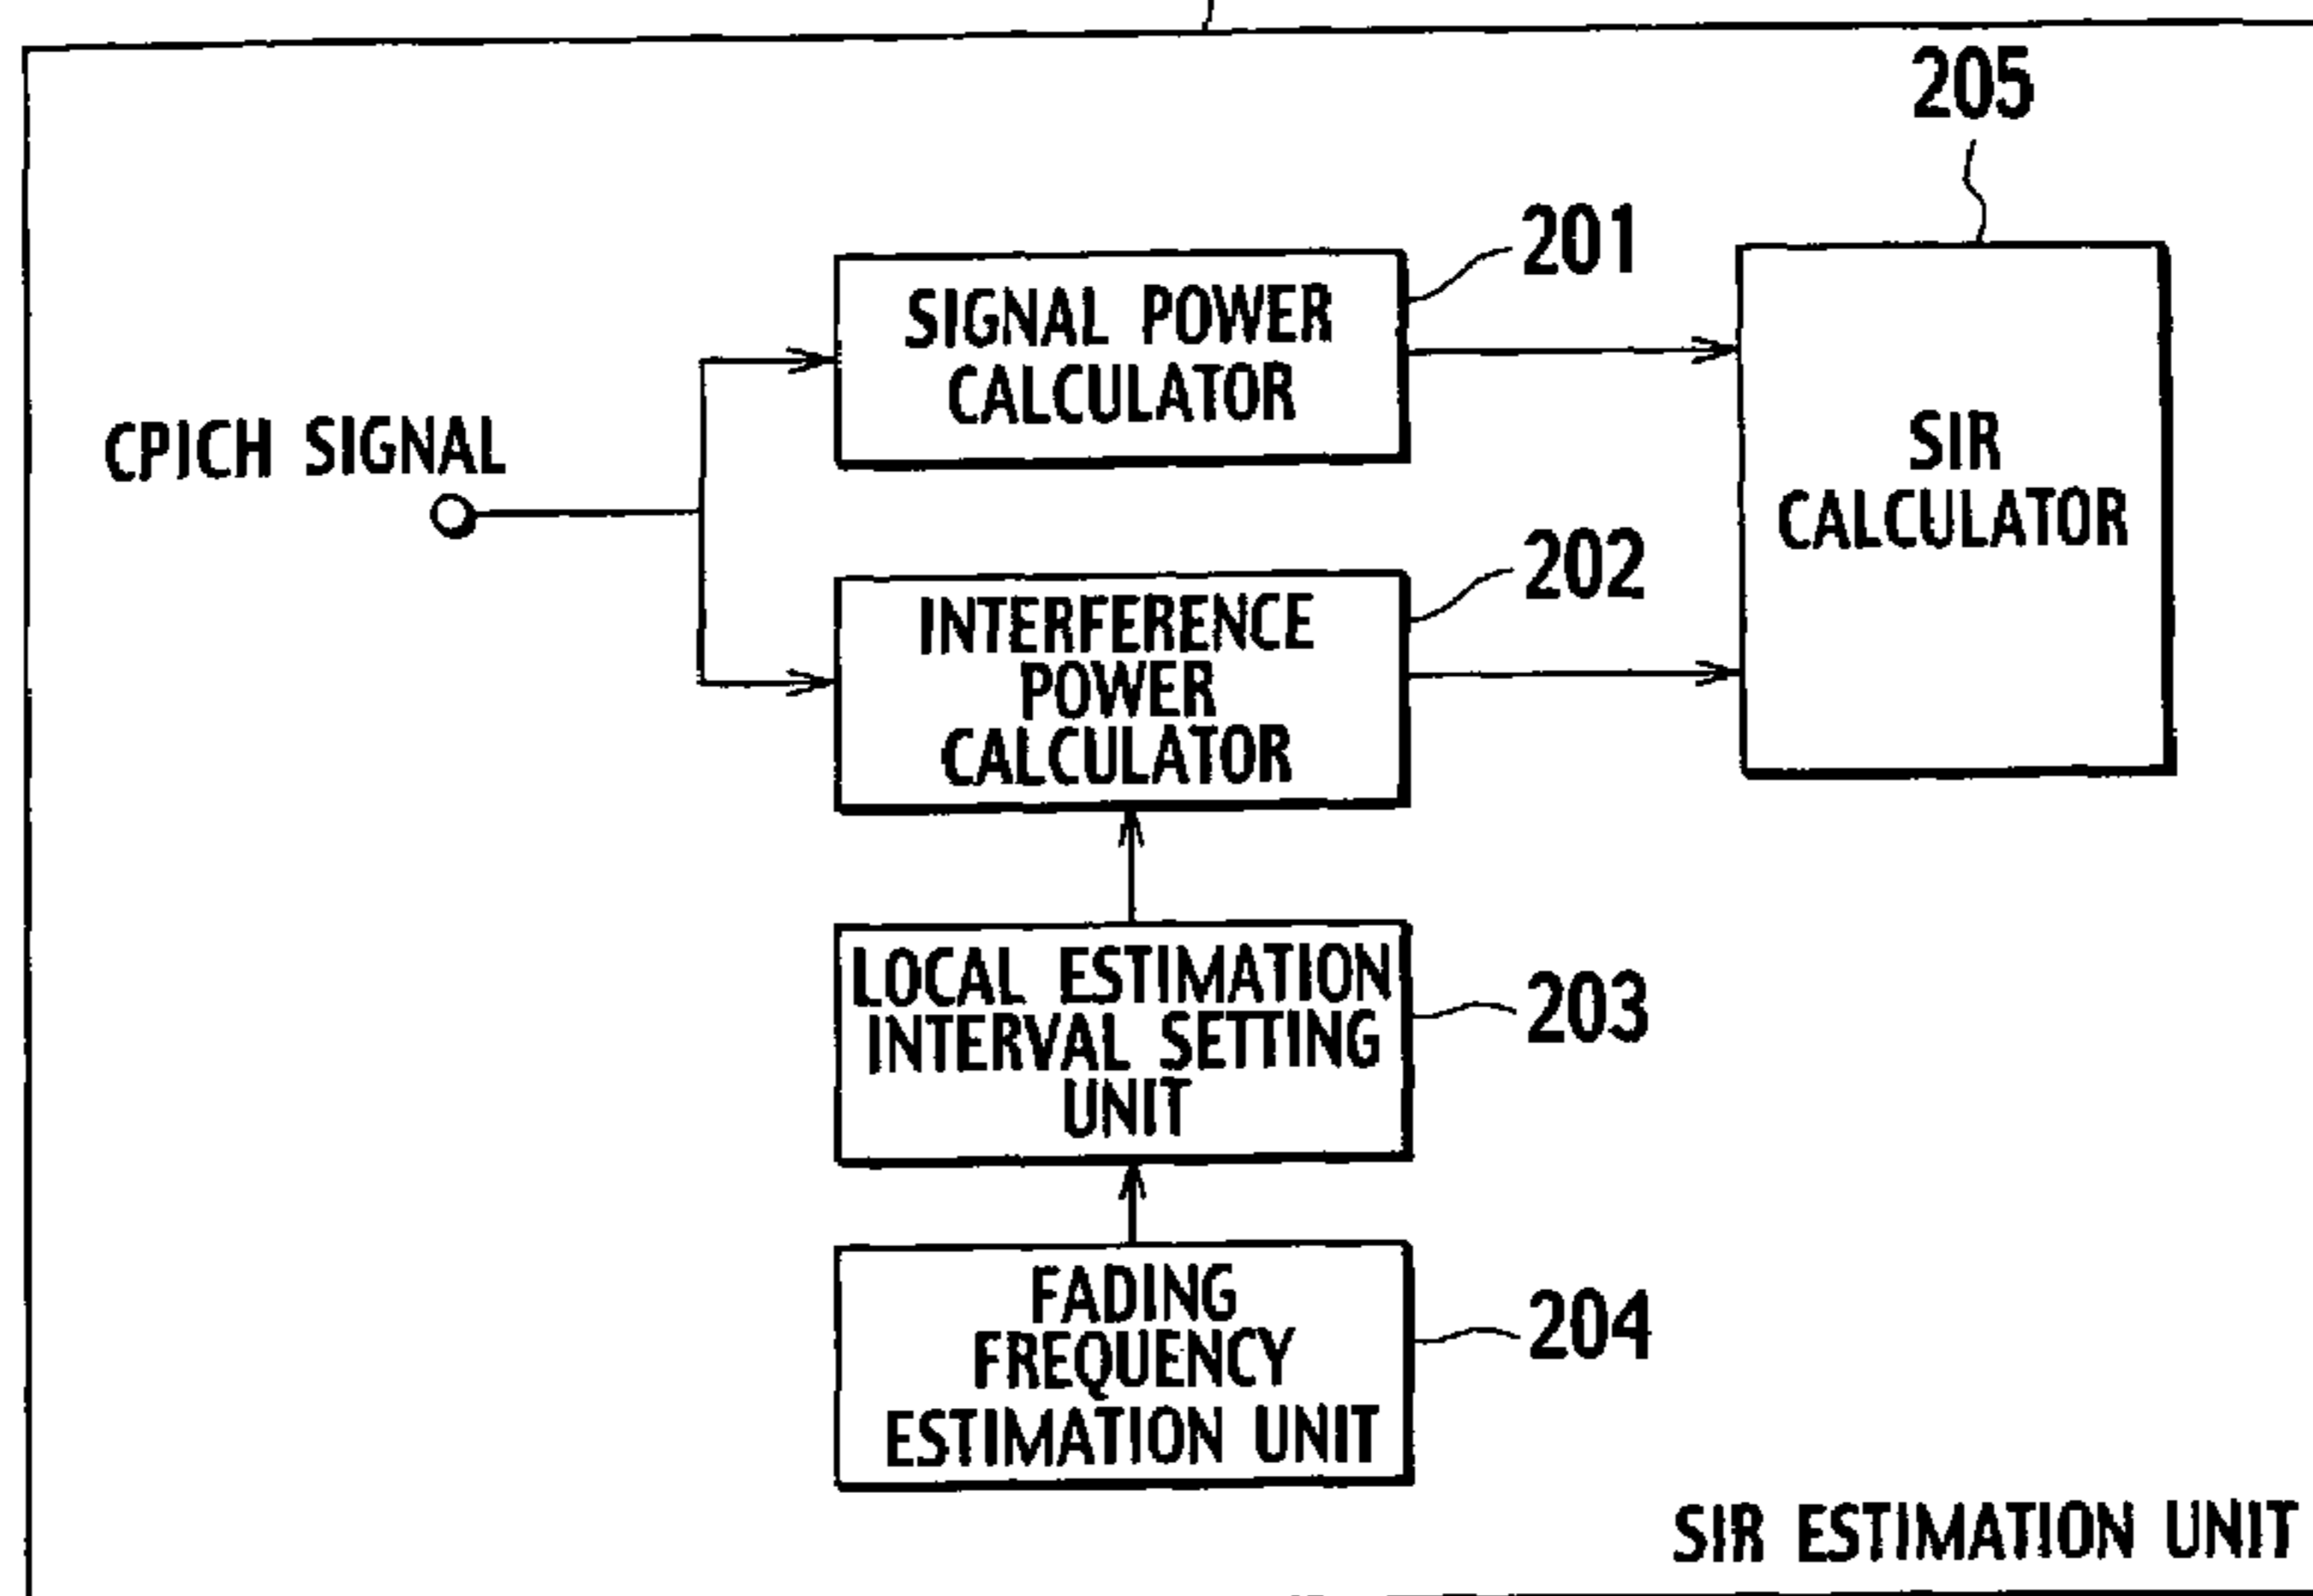 205
201
SIGNAL POWER
CALCULATOR
CPICH SIGNAL
SIR
CALCULATOR
202
INTERFERENCE
POWER
CALCULATOR
LOCAL ESTIMATION
INTERVAL SETTING
UNIT
203
FADING
FREQUENCY
ESTIMATION UNIT
204
SIR ESTIMATION UNIT